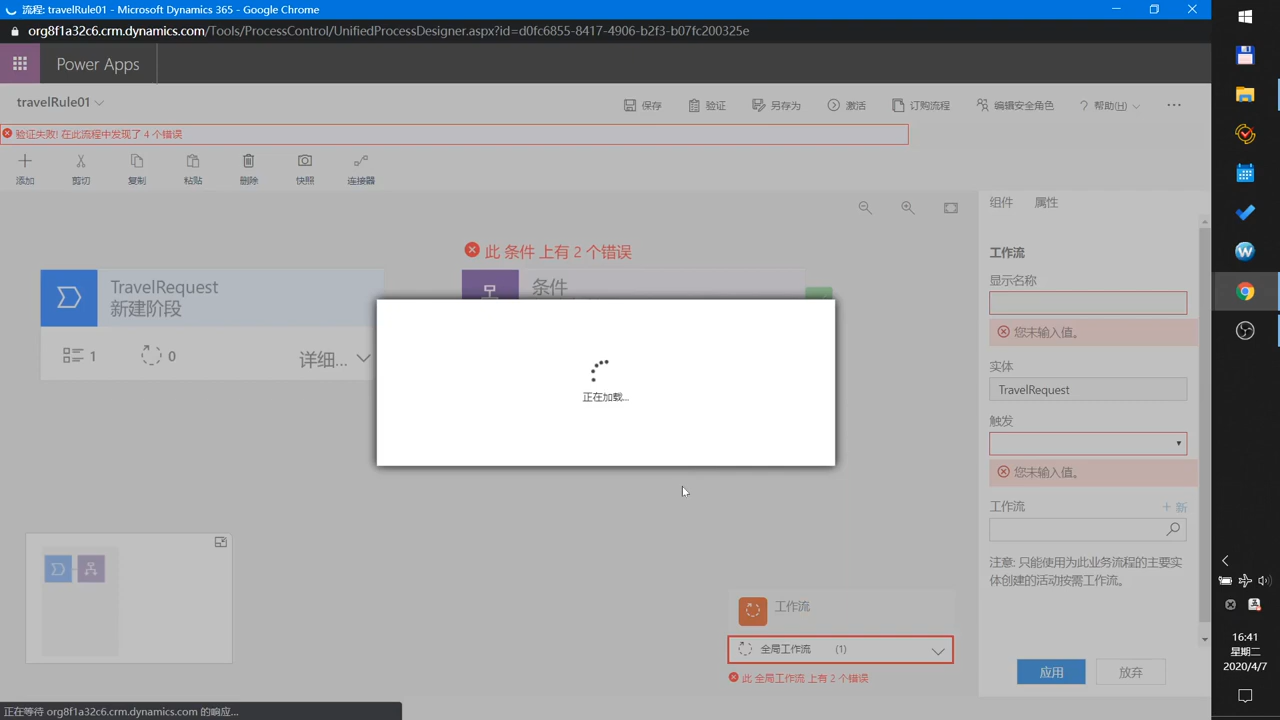 流程: travelRule01 - Microsoft Dynamics 365 - Google Chrome
org8f1a32c6.crm.dynamics.com/Tools/ProcessControl/UnifiedProcessDesigner.aspx?id=d0fc6855-8417-4906-b2f3-b07fc200325e
Power Apps
travelRule01
保存
验证
另存为
激活
订购流程
编辑安全角色
? 帮助(H)
验证失败! 在此流程中发现了 4 个错误
添加
剪切
复制
粘贴
删除
快照
连接器
组件
属性
此 条件 上有 2 个错误
TravelRequest
新建阶段
条件
1
0
详细...
正在加载...
工作流
显示名称
您未输入值。
实体
TravelRequest
触发
您未输入值。
工作流
+ 新
注意: 只能使用为此业务流程的主要实
体创建的活动按需工作流。
应用
放弃
工作流
全局工作流 (1)
此 全局工作流 上有 2 个错误
正在等待 org8f1a32c6.crm.dynamics.com 的响应...
16:41
星期二
2020/4/7